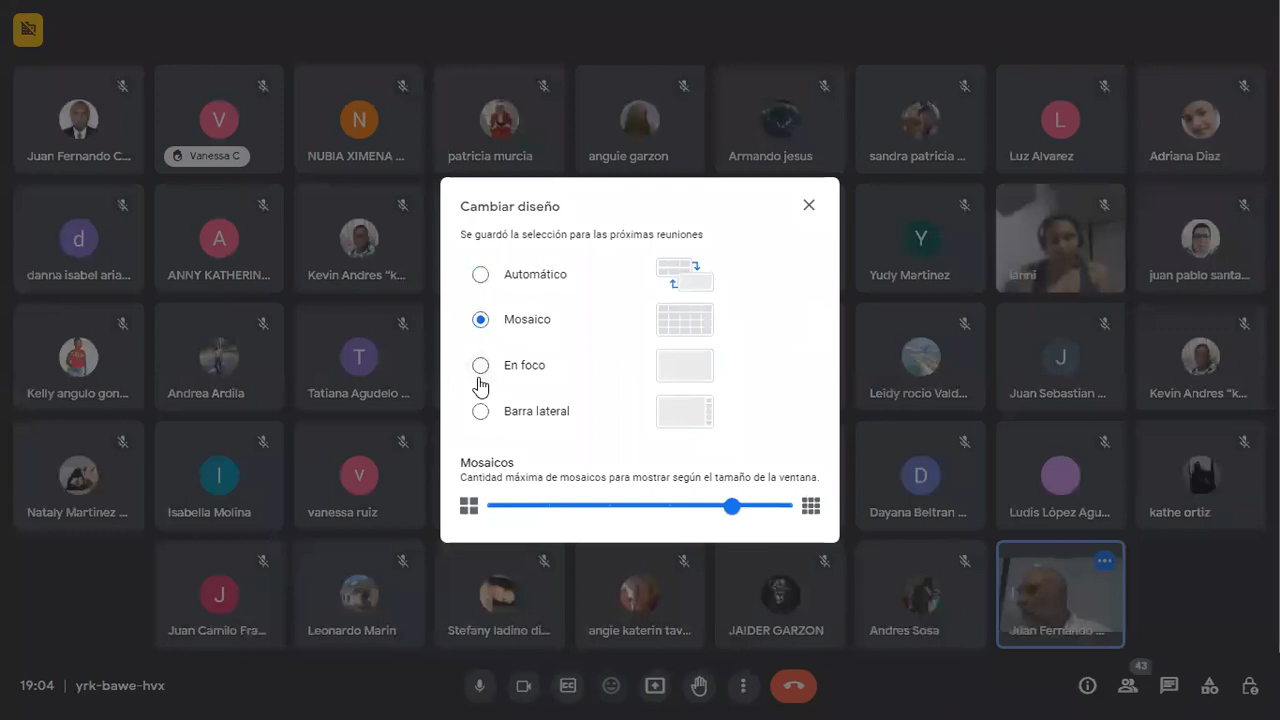 Juan Fernando C...
V
Vanessa C
N
NUBIA XIMENA ...
patricia murcia
anguie garzon
Armando jesus
sandra patricia ...
L
Luz Alvarez
Adriana Diaz
d
danna isabel aria...
A
ANNY KATHERIN...
Kevin Andres "k...
Y
Yudy Martinez
ianni
juan pablo santa...
Kelly angulo gon...
Andrea Ardila
T
Tatiana Agudelo ...
Leidy rocio Vald...
J
Juan Sebastian ...
Kevin Andres "k...
Nataly Martinez ...
I
Isabella Molina
v
vanessa ruiz
D
Dayana Beltran ...
Ludis López Agu...
kathe ortiz
J
Juan Camilo Fra...
Leonardo Marin
Stefany ladino di...
angie katerin tav...
JAIDER GARZON
Andres Sosa
Juan Fernando ...
Cambiar diseño
Se guardó la selección para las próximas reuniones
Automático
Mosaico
En foco
Barra lateral
Mosaicos
Cantidad máxima de mosaicos para mostrar según el tamaño de la ventana.
19:04 | yrk-bawe-hvx
43